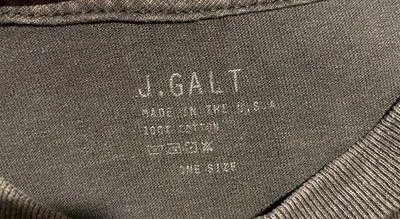 J.GALT
MADE IN THE U.S.A
100% COTTON
ONE SIZE